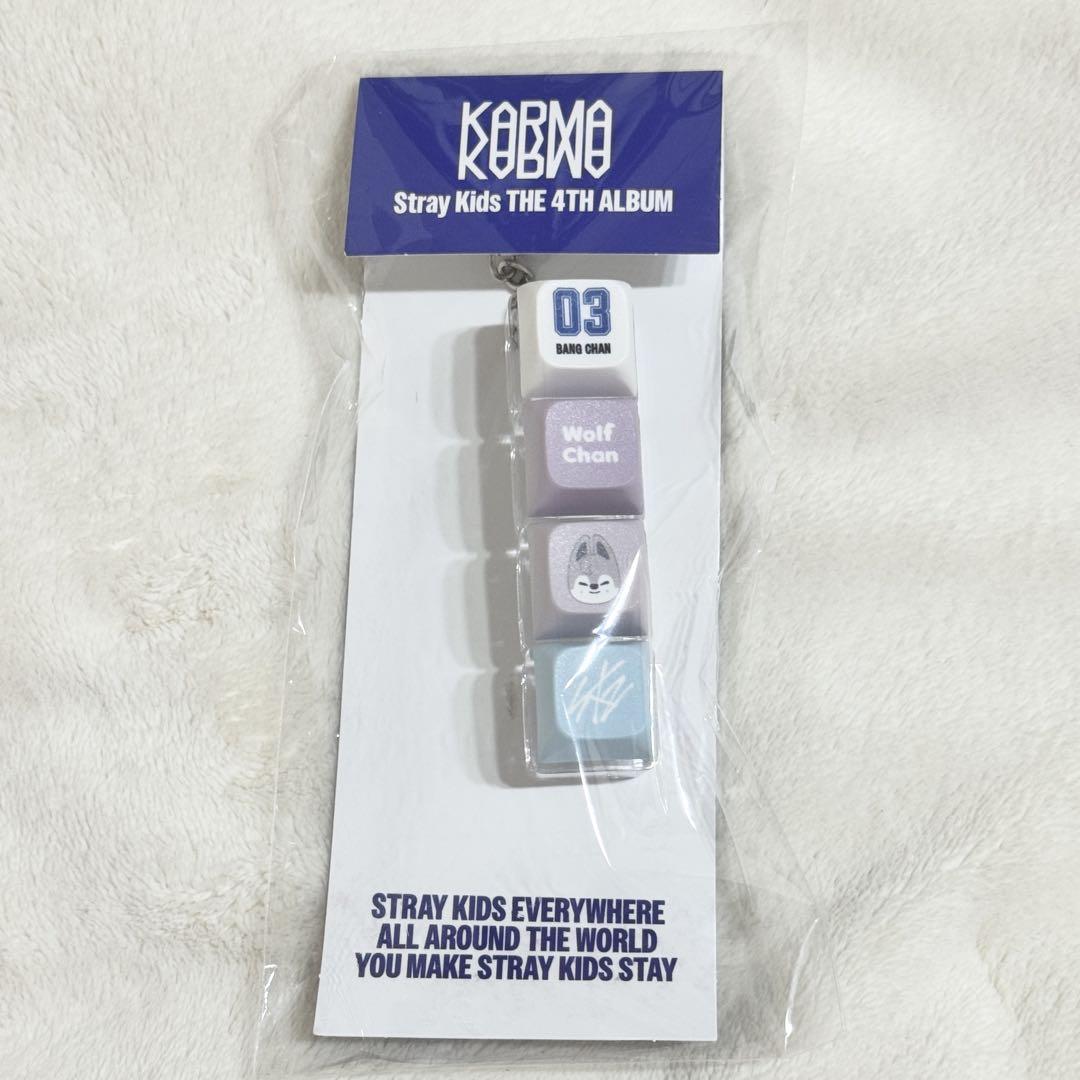 KARMA
Stray Kids THE 4TH ALBUM
03
BANG CHAN
Wolf
Chan
SKZ
STRAY KIDS EVERYWHERE
ALL AROUND THE WORLD
YOU MAKE STRAY KIDS STAY